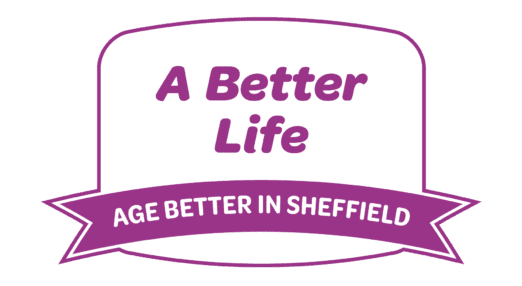 A Better
Life
AGE BETTER IN SHEFFIELD